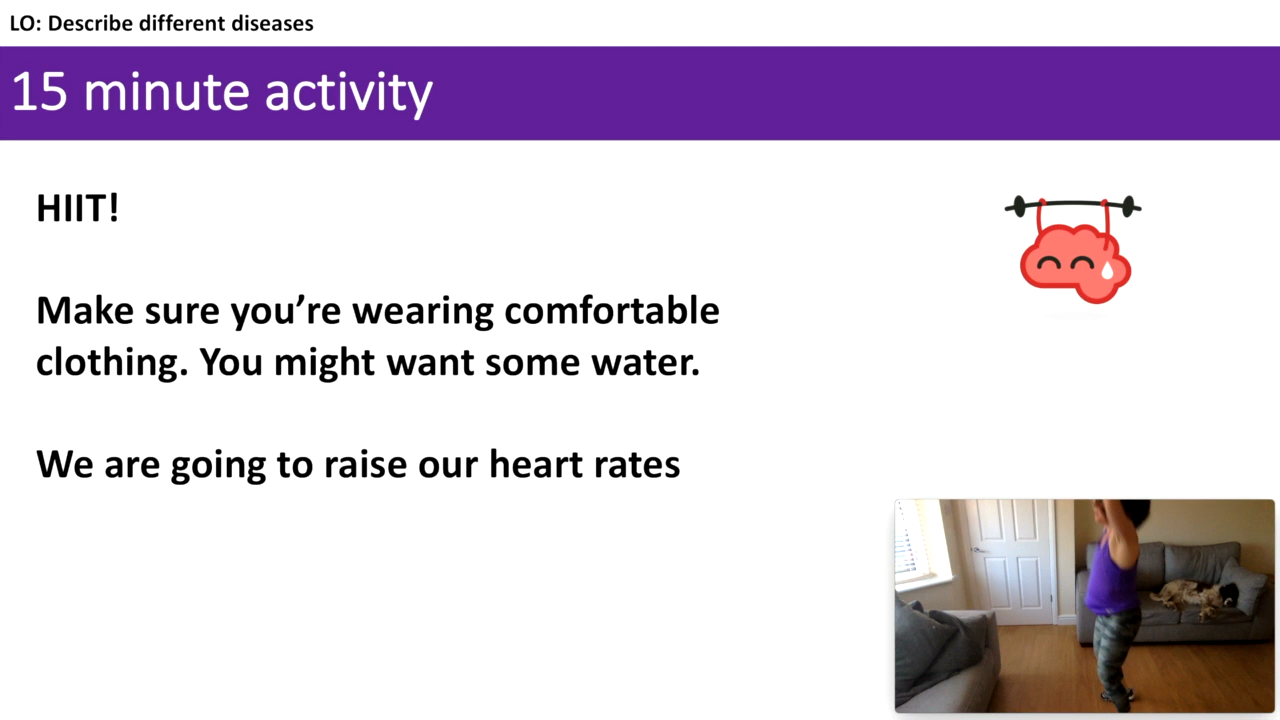 LO: Describe different diseases
15 minute activity
HIIT!
Make sure you’re wearing comfortable
clothing. You might want some water.
We are going to raise our heart rates